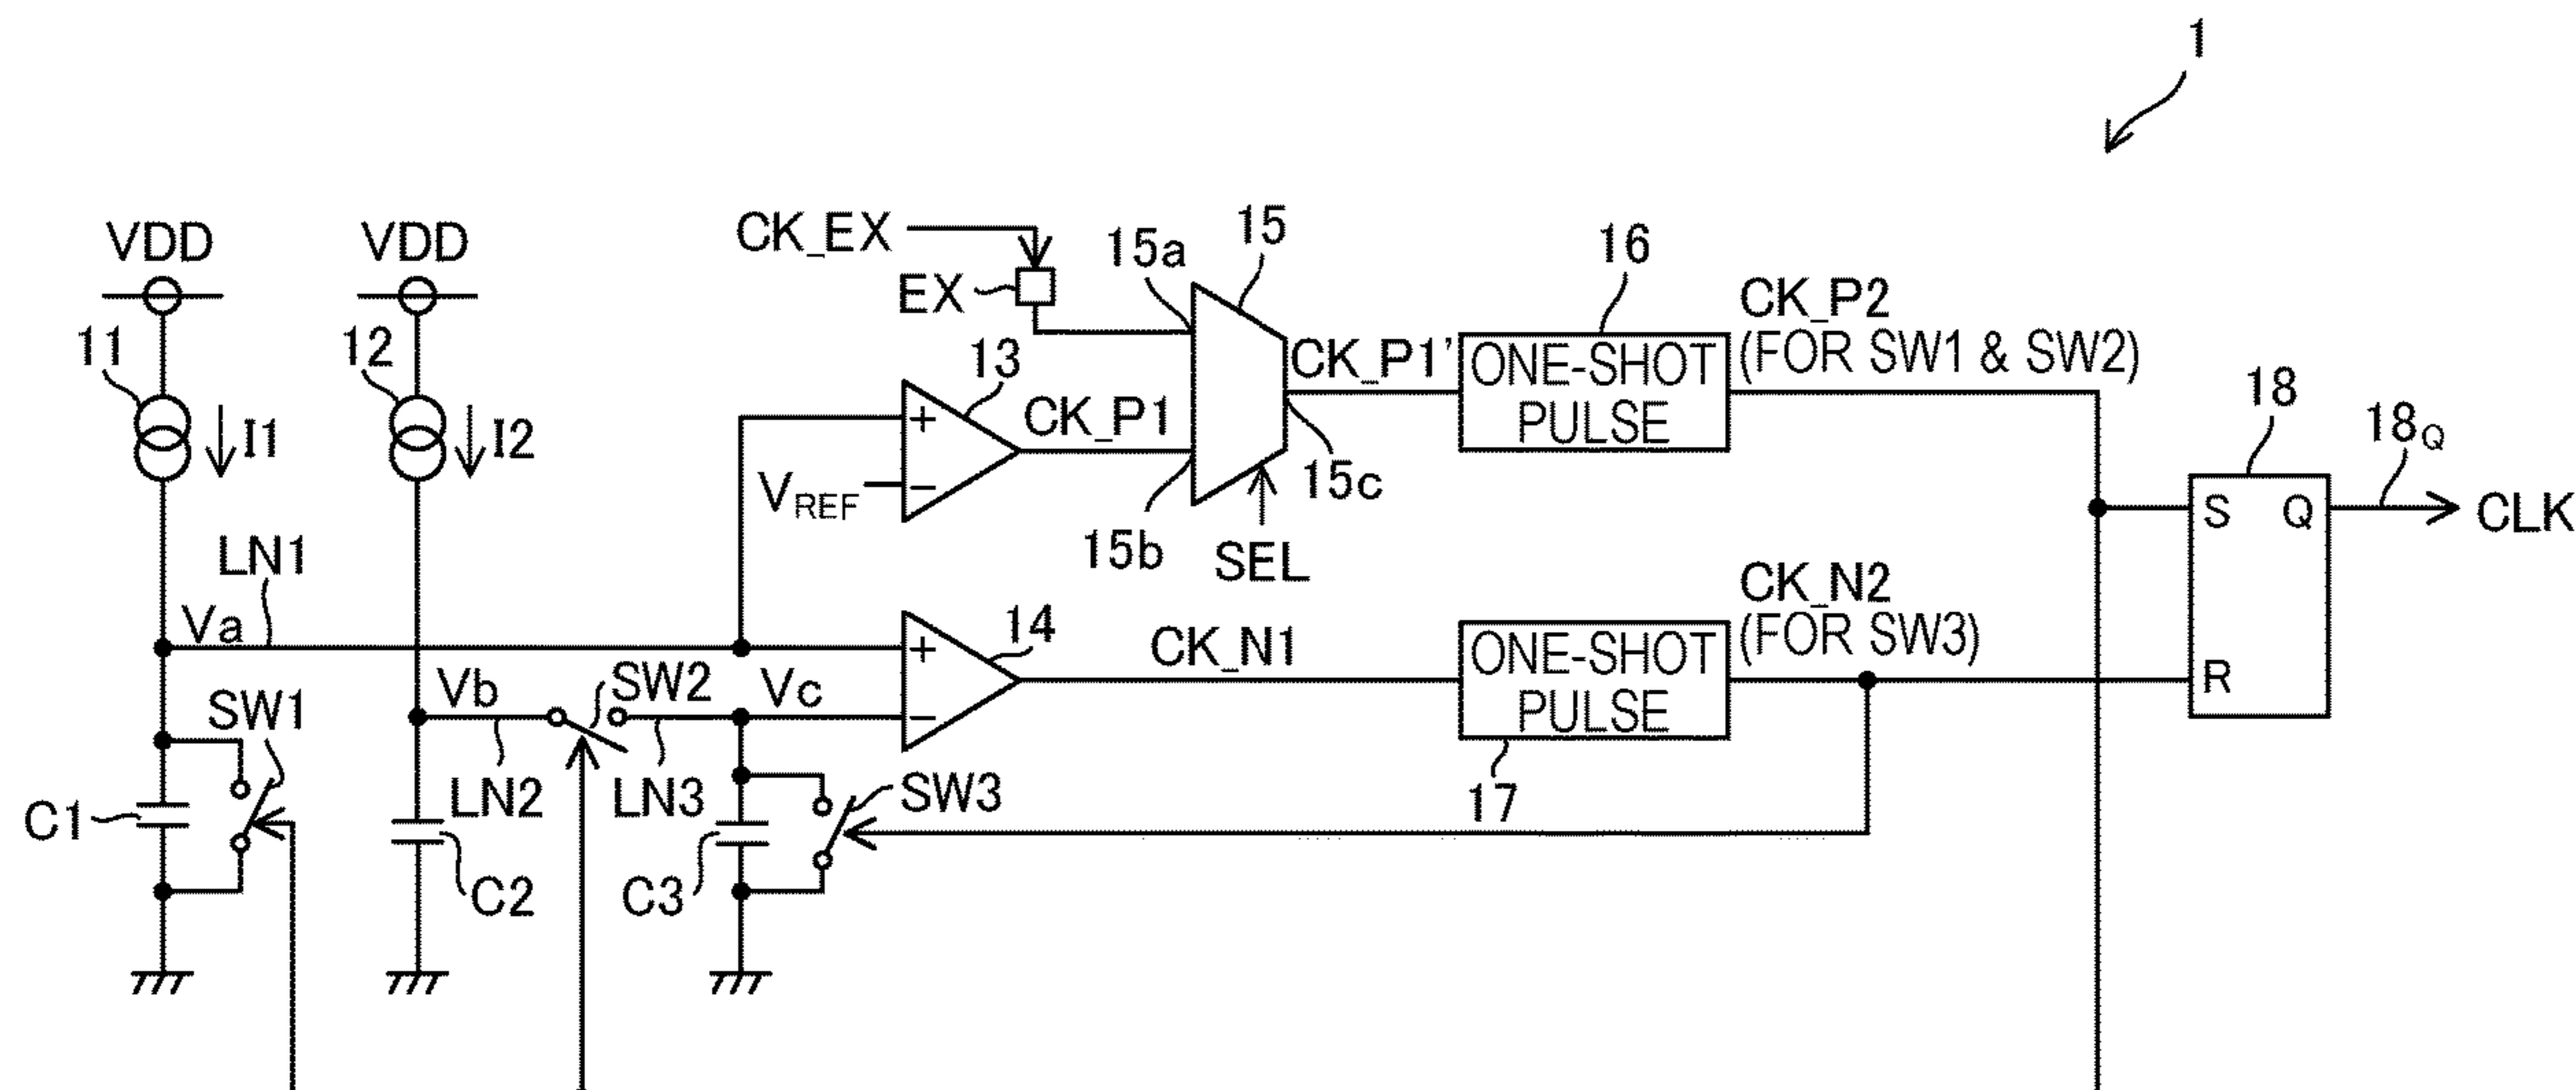 1
VDD
VDD
CK_EX
EX
15a
15
16
CK_P2
(FOR SW1 & SW2)
11
12
13
CK_P1'
ONE-SHOT
PULSE
I1
I2
+
CK_P1
−
VREF
15b
SEL
15c
18
18Q
S
Q
CLK
R
LN1
Va
14
+
−
CK_N1
ONE-SHOT
PULSE
17
CK_N2
(FOR SW3)
Vb
SW2
Vc
SW1
LN2
LN3
SW3
C1
C2
C3